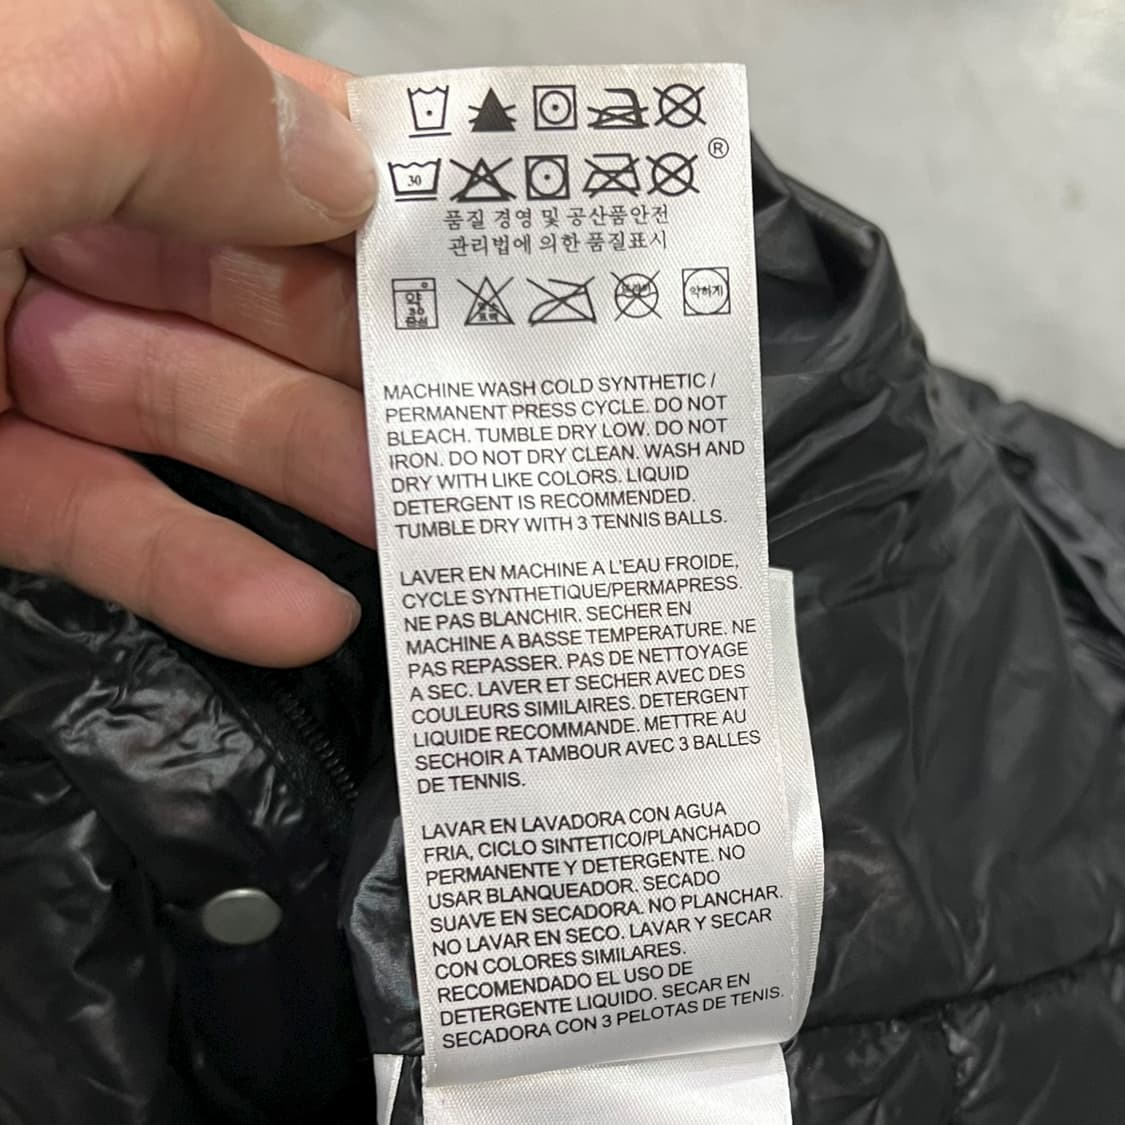 ®
30
품질 경영 및 공산품안전
관리법에 의한 품질표시
약 30 중성
약하게
MACHINE WASH COLD SYNTHETIC /
PERMANENT PRESS CYCLE. DO NOT
BLEACH. TUMBLE DRY LOW. DO NOT
IRON. DO NOT DRY CLEAN. WASH AND
DRY WITH LIKE COLORS. LIQUID
DETERGENT IS RECOMMENDED.
TUMBLE DRY WITH 3 TENNIS BALLS.
LAVER EN MACHINE A L'EAU FROIDE,
CYCLE SYNTHETIQUE/PERMAPRESS.
NE PAS BLANCHIR. SECHER EN
MACHINE A BASSE TEMPERATURE. NE
PAS REPASSER. PAS DE NETTOYAGE
A SEC. LAVER ET SECHER AVEC DES
COULEURS SIMILAIRES. DETERGENT
LIQUIDE RECOMMANDE. METTRE AU
SECHOIR A TAMBOUR AVEC 3 BALLES
DE TENNIS.
LAVAR EN LAVADORA CON AGUA
FRIA, CICLO SINTETICO/PLANCHADO
PERMANENTE Y DETERGENTE. NO
USAR BLANQUEADOR. SECADO
SUAVE EN SECADORA. NO PLANCHAR.
NO LAVAR EN SECO. LAVAR Y SECAR
CON COLORES SIMILARES.
RECOMENDADO EL USO DE
DETERGENTE LIQUIDO. SECAR EN
SECADORA CON 3 PELOTAS DE TENIS.